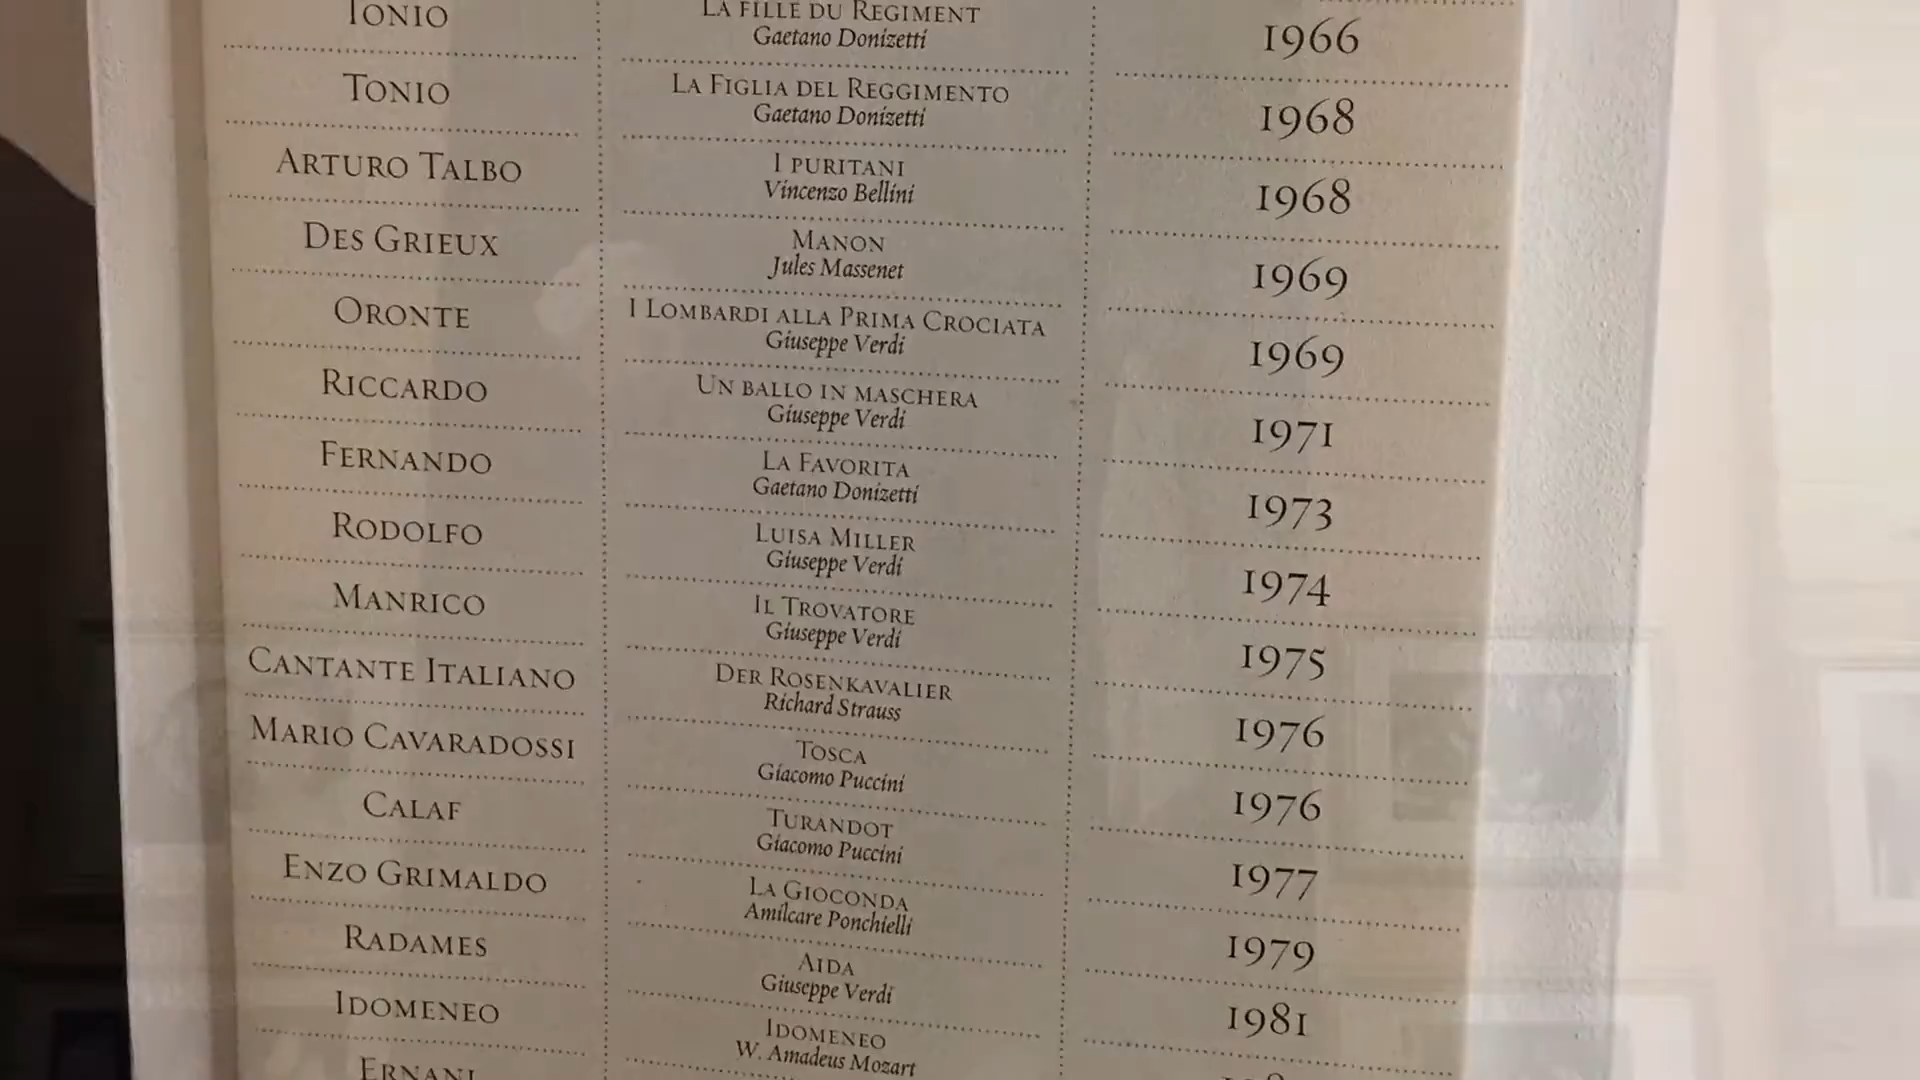 TONIO
LA FILLE DU REGIMENT
Gaetano Donizetti
1966
TONIO
LA FIGLIA DEL REGGIMENTO
Gaetano Donizetti
1968
ARTURO TALBO
I PURITANI
Vincenzo Bellini
1968
DES GRIEUX
MANON
Jules Massenet
1969
ORONTE
I LOMBARDI ALLA PRIMA CROCIATA
Giuseppe Verdi
1969
RICCARDO
UN BALLO IN MASCHERA
Giuseppe Verdi
1971
FERNANDO
LA FAVORITA
Gaetano Donizetti
1973
RODOLFO
LUISA MILLER
Giuseppe Verdi
1974
MANRICO
IL TROVATORE
Giuseppe Verdi
1975
CANTANTE ITALIANO
DER ROSENKAVALIER
Richard Strauss
1976
MARIO CAVARADOSSI
TOSCA
Giacomo Puccini
1976
CALAF
TURANDOT
Giacomo Puccini
1977
ENZO GRIMALDO
LA GIOCONDA
Amilcare Ponchielli
1979
RADAMES
AIDA
Giuseppe Verdi
1981
IDOMENEO
IDOMENEO
W. Amadeus Mozart
ERNANI